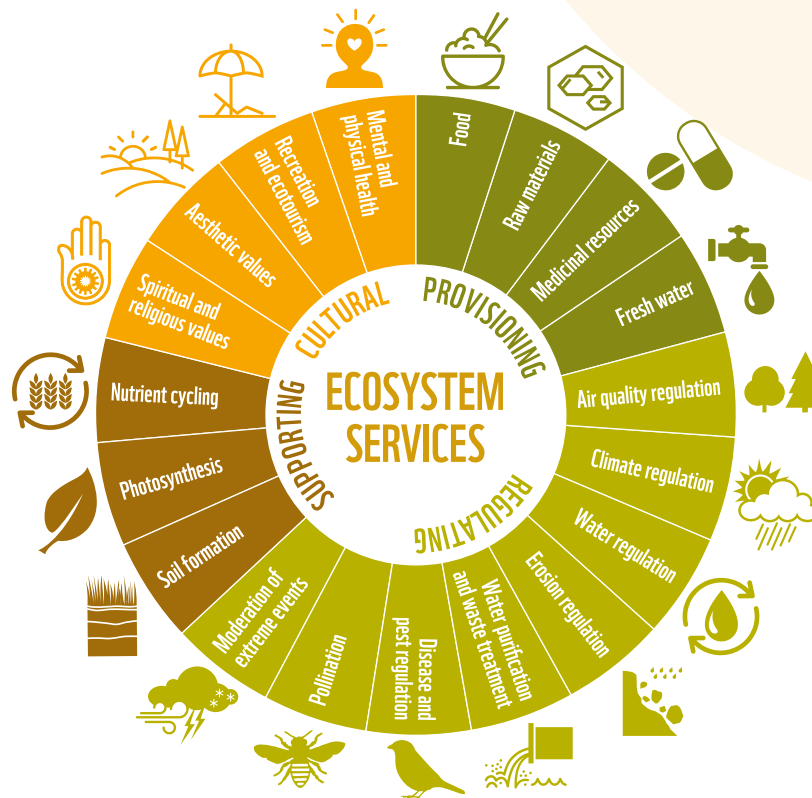 ECOSYSTEM
SERVICES
PROVISIONING
Food
Raw materials
Medicinal resources
Fresh water
REGULATING
Air quality regulation
Climate regulation
Water regulation
Erosion regulation
Water purification
and waste treatment
Disease and
pest regulation
Pollination
Moderation of
extreme events
SUPPORTING
Soil formation
Photosynthesis
Nutrient cycling
CULTURAL
Spiritual and
religious values
Aesthetic values
Recreation
and ecotourism
Mental and
physical health